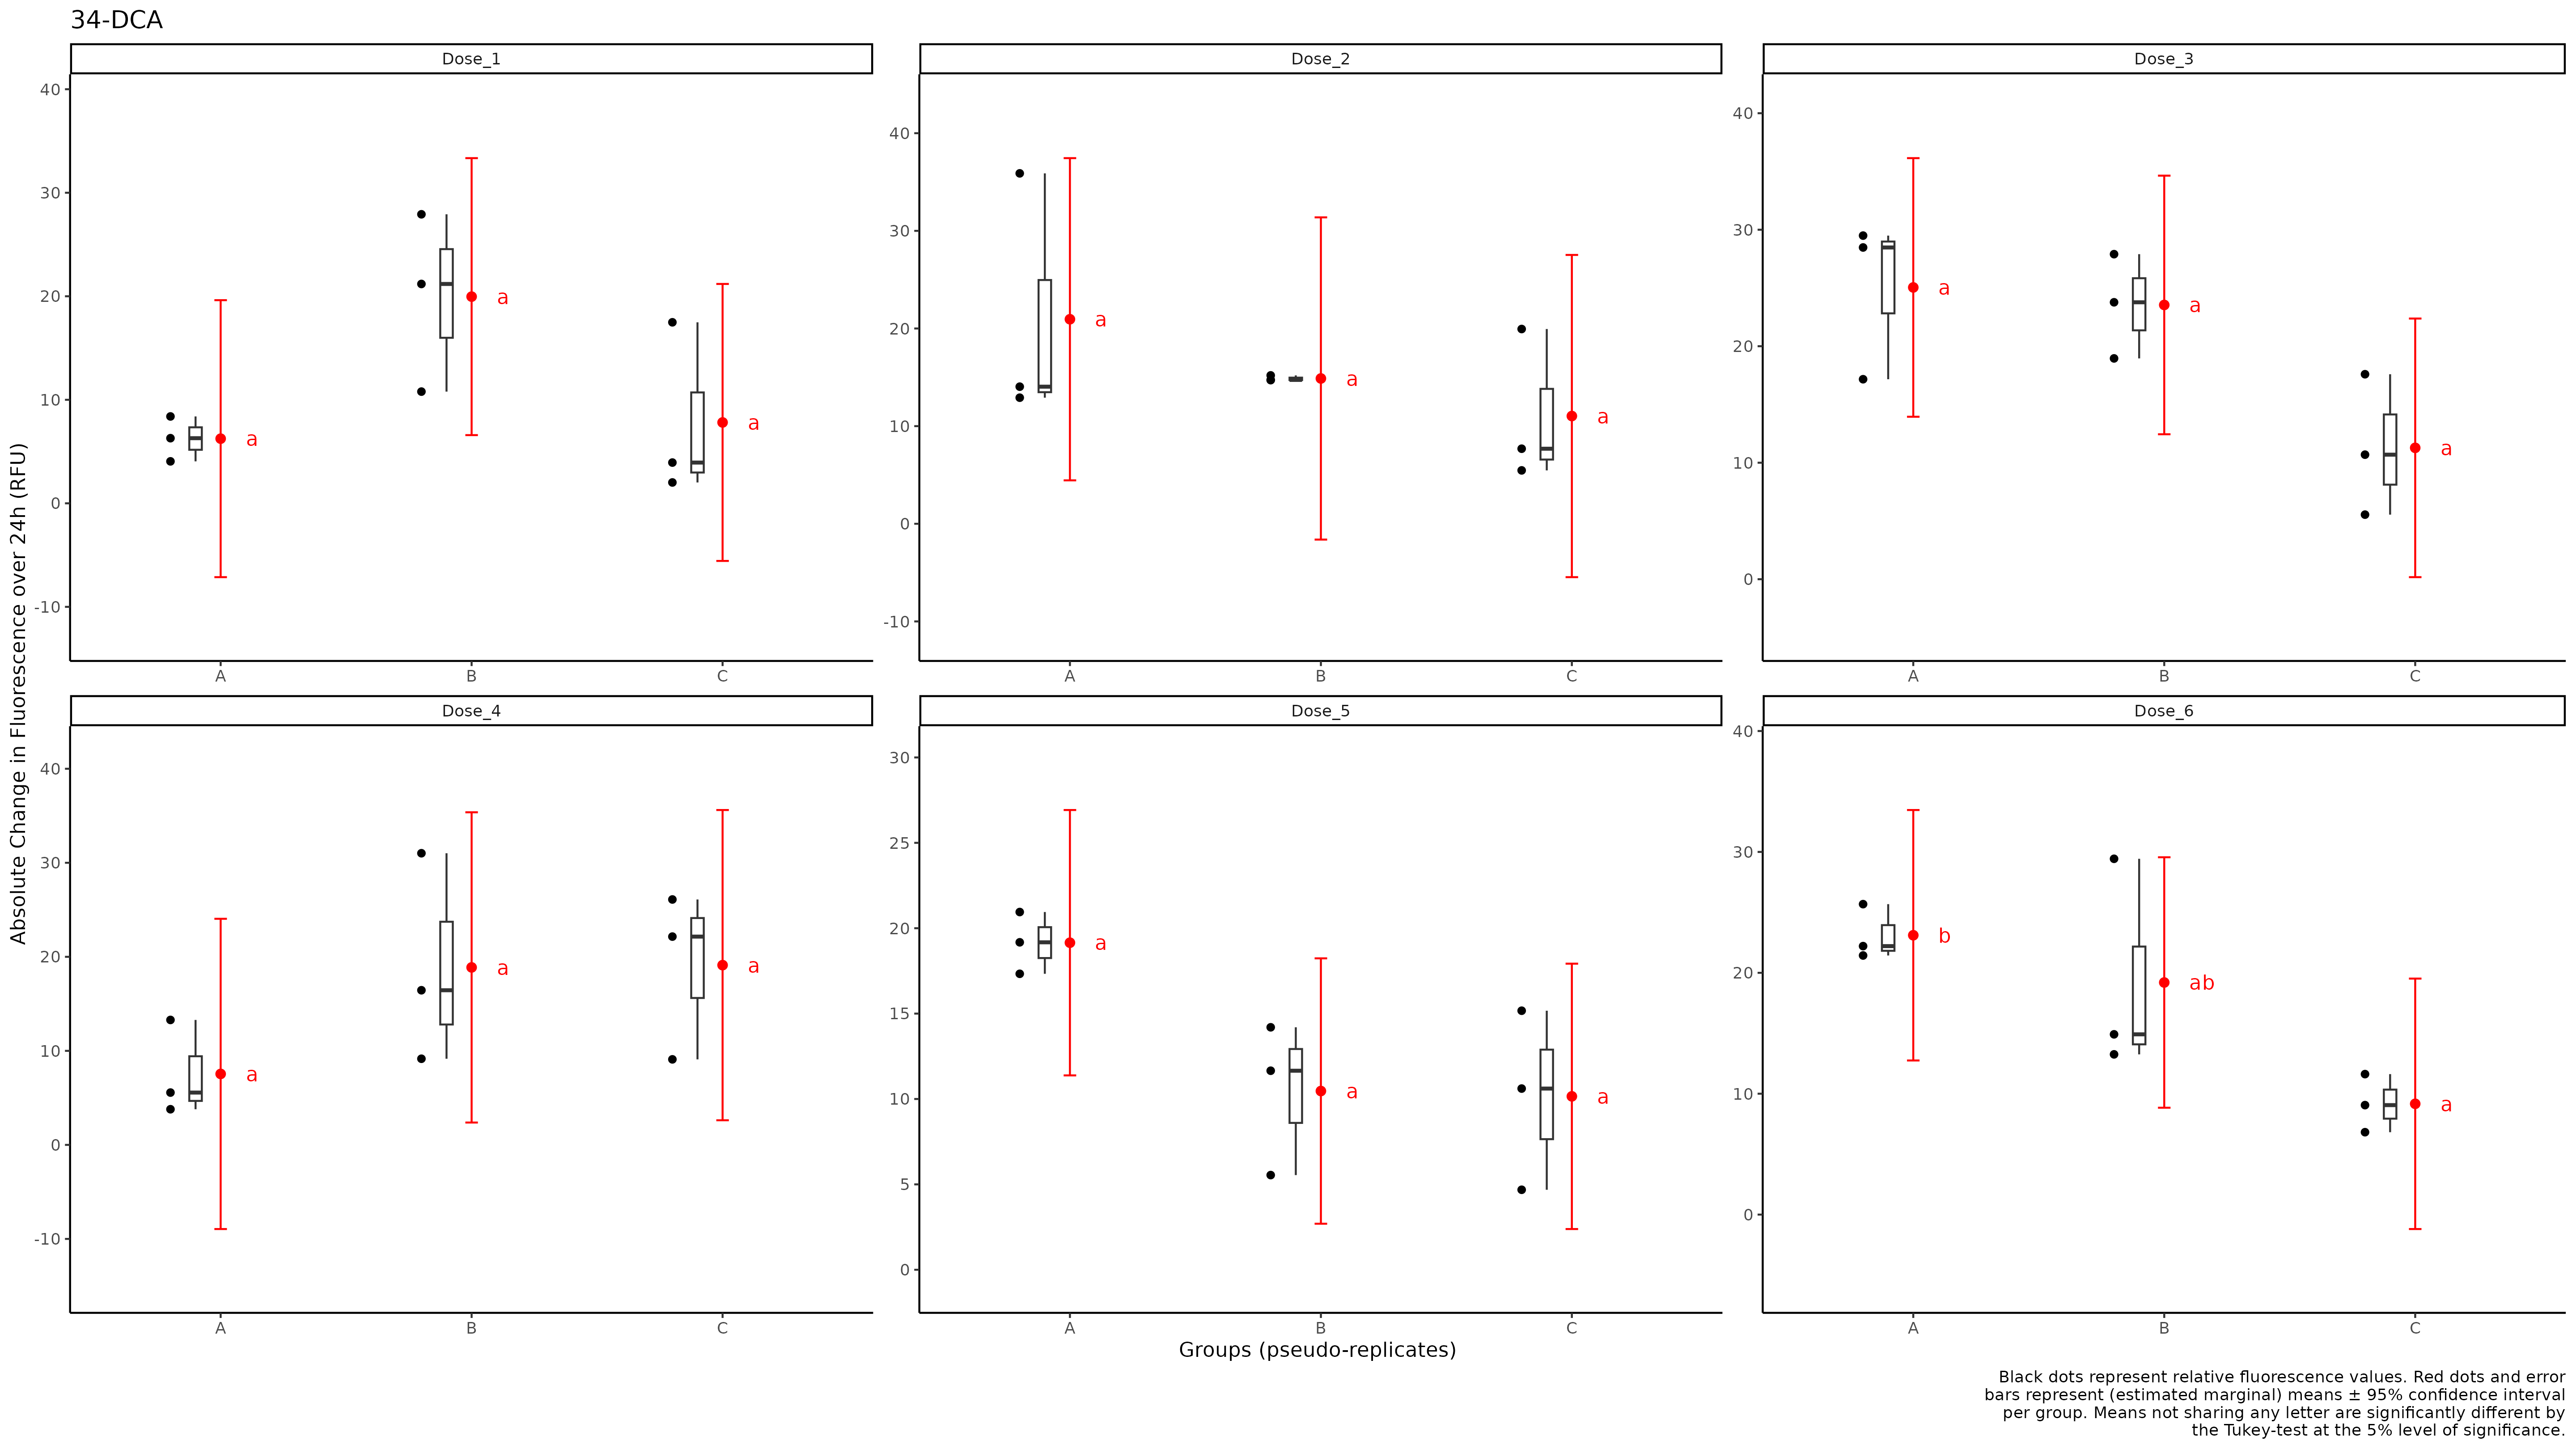 34-DCA
Absolute Change in Fluorescence over 24h (RFU)
Dose_1
40
30
20
10
0
-10
a
a
a
A
B
C
Dose_2
40
30
20
10
0
-10
a
a
a
A
B
C
Dose_3
40
30
20
10
0
a
a
a
A
B
C
Dose_4
40
30
20
10
0
-10
a
a
a
A
B
C
Dose_5
30
25
20
15
10
5
0
a
a
a
A
B
C
Dose_6
40
30
20
10
0
b
ab
a
A
B
C
Groups (pseudo-replicates)
Black dots represent relative fluorescence values. Red dots and error
bars represent (estimated marginal) means ± 95% confidence interval
per group. Means not sharing any letter are significantly different by
the Tukey-test at the 5% level of significance.